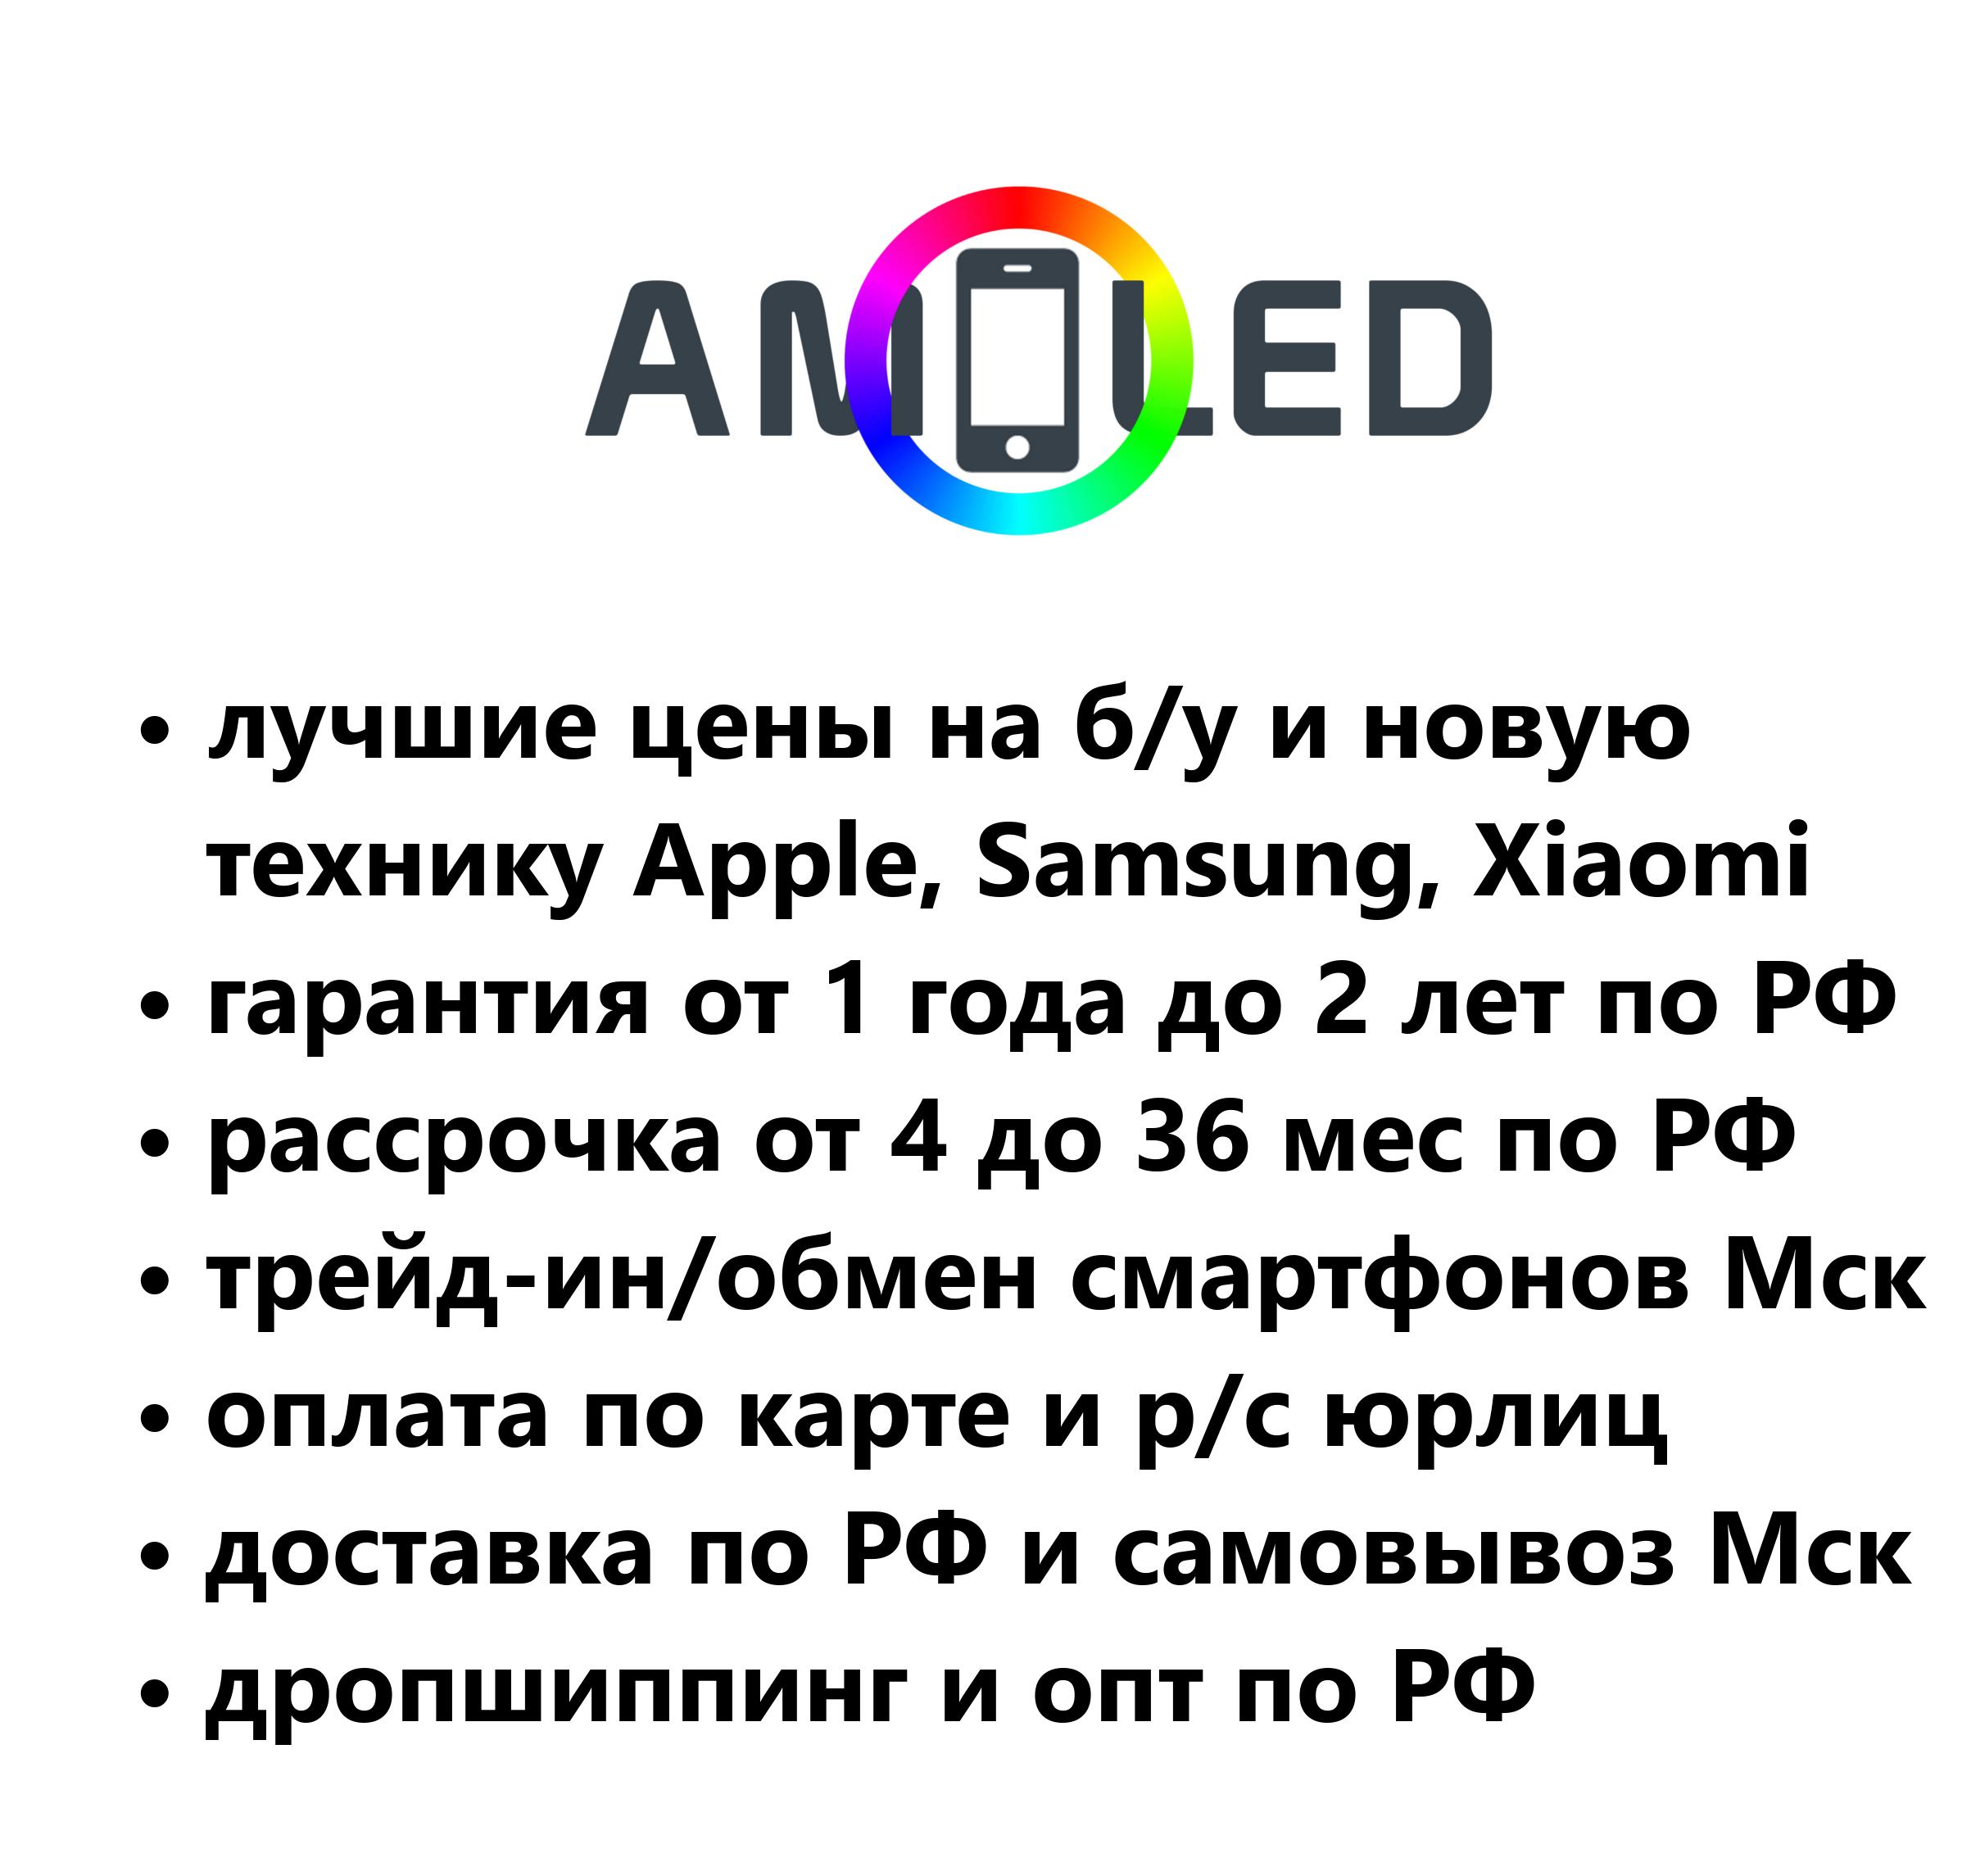 AMOLED
• лучшие цены на б/у и новую
технику Apple, Samsung, Xiaomi
• гарантия от 1 года до 2 лет по РФ
• рассрочка от 4 до 36 мес по РФ
• трейд-ин/обмен смартфонов Мск
• оплата по карте и р/с юрлиц
• доставка по РФ и самовывоз Мск
• дропшиппинг и опт по РФ